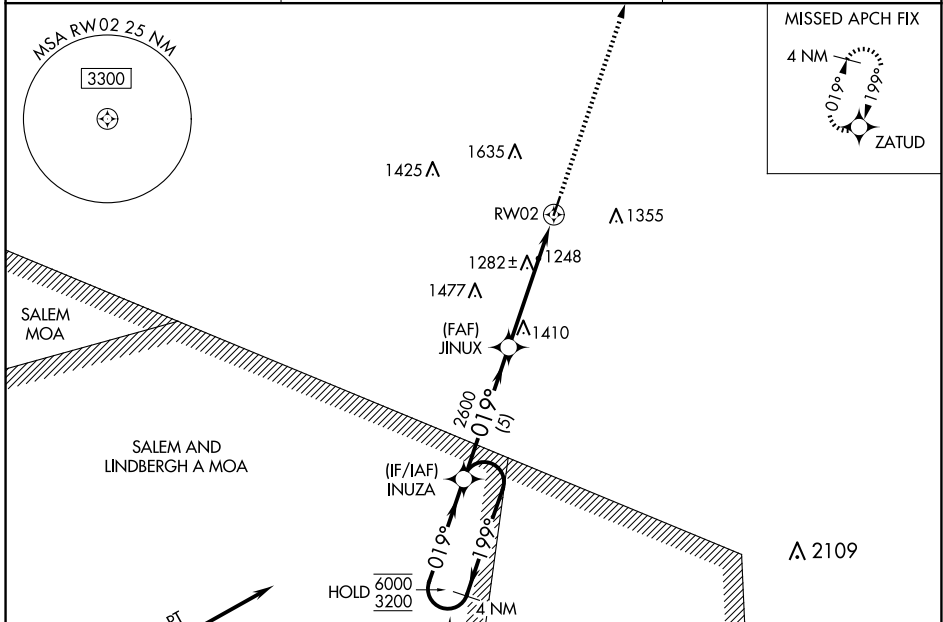 MSA RW02 25 NM
3300
MISSED APCH FIX
4 NM
019°
199°
ZATUD
1635
1425
RW02
1355
1282±
1248
1477
(FAF)
JINUX
1410
SALEM
MOA
2600
019°
(5)
SALEM AND
LINDBERGH A MOA
(IF/IAF)
INUZA
019°
199°
2109
HOLD
6000
3200
4 NM
PT